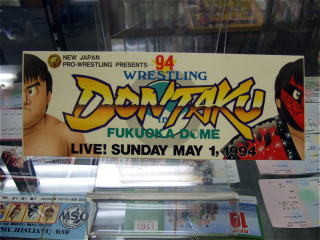 NEW JAPAN
PRO-WRESTLING PRESENTS
94
WRESTLING
DONTAKU
in
FUKUOKA DOME
LIVE! SUNDAY MAY 1, 1994